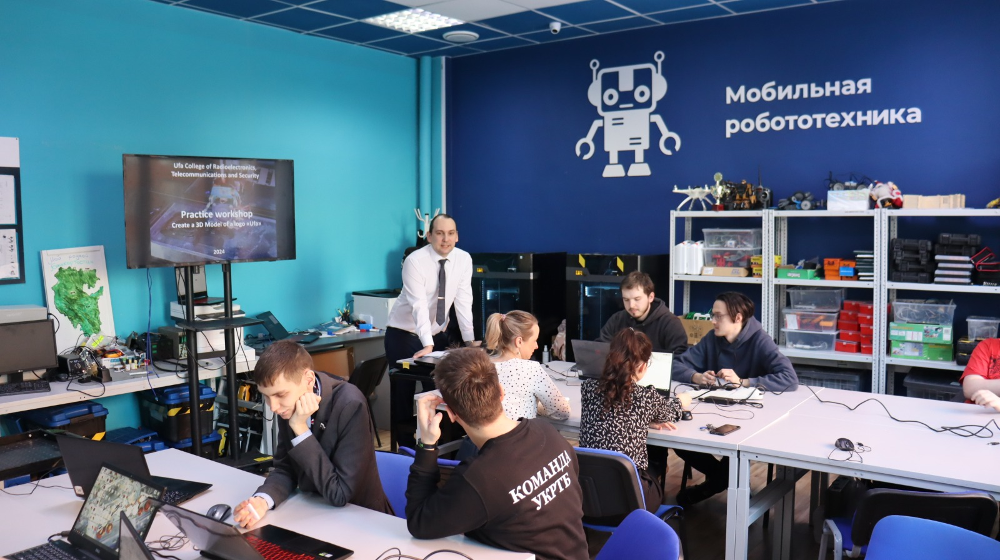 Ufa College of Radioelectronics,
Telecommunications and Security
Practice workshop
Create a 3D Model of a logo «Ufa»
2024
Мобильная
робототехника
КОМАНДА
УКРТБ